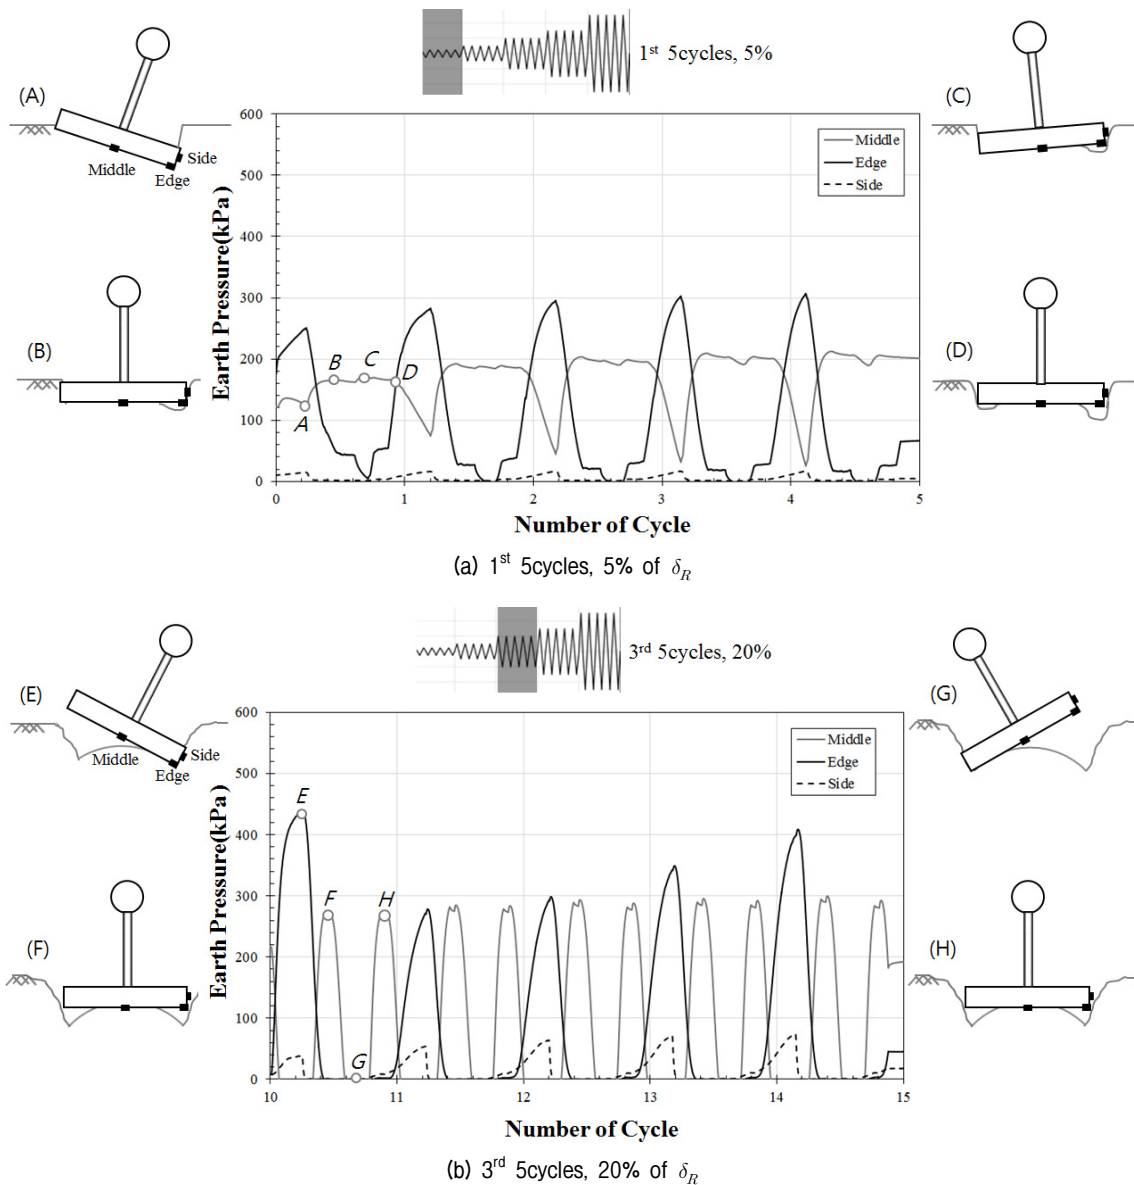 1st 5cycles, 5%
(A)
Middle
Side
Edge
(B)
(C)
(D)
Earth Pressure(kPa)
600
500
400
300
200
100
0
Middle
Edge
Side
A
B
C
D
0 1 2 3 4 5
Number of Cycle
(a) 1st 5cycles, 5% of δR
3rd 5cycles, 20%
(E)
Middle
Side
Edge
(F)
(G)
(H)
Earth Pressure(kPa)
600
500
400
300
200
100
0
Middle
Edge
Side
E
F
H
G
10 11 12 13 14 15
Number of Cycle
(b) 3rd 5cycles, 20% of δR